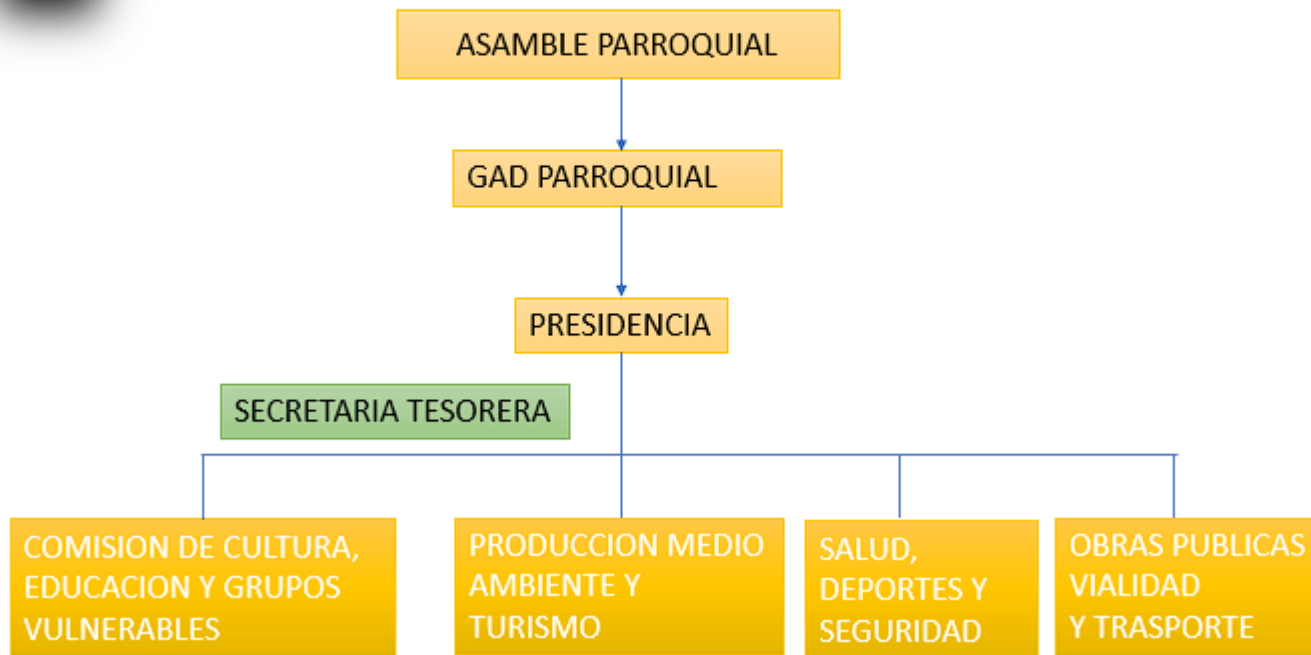 ASAMBLE PARROQUIAL
GAD PARROQUIAL
PRESIDENCIA
SECRETARIA TESORERA
COMISION DE CULTURA,
EDUCACION Y GRUPOS
VULNERABLES
PRODUCCION MEDIO
AMBIENTE Y
TURISMO
SALUD,
DEPORTES Y
SEGURIDAD
OBRAS PUBLICAS
VIALIDAD
Y TRASPORTE